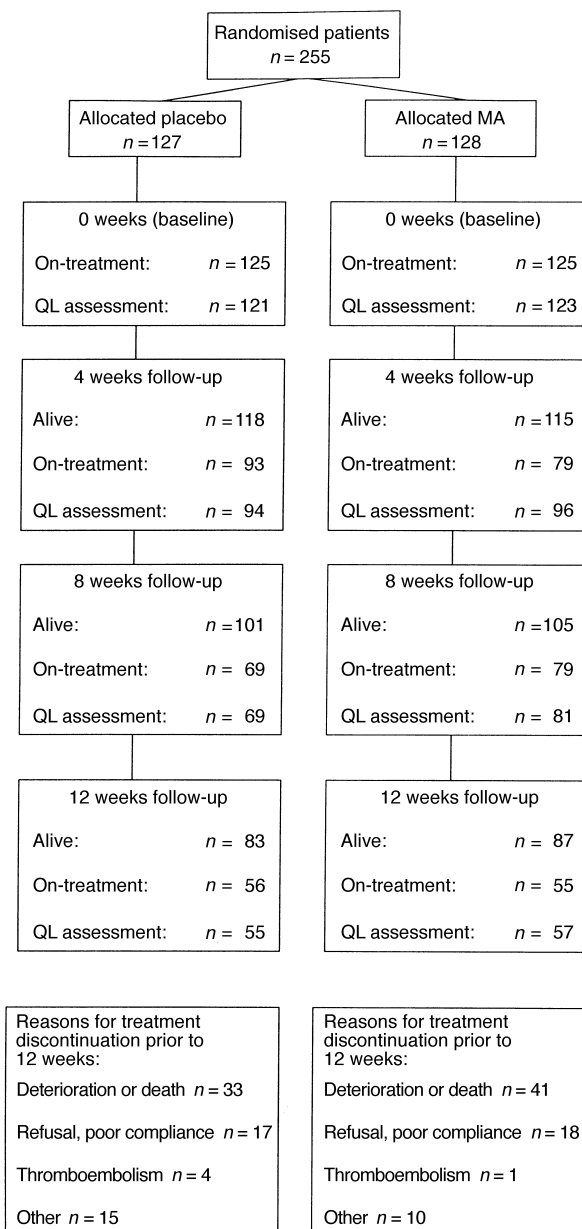 Randomised patients
n = 255
Allocated placebo
n = 127
Allocated MA
n = 128
0 weeks (baseline)
On-treatment: n = 125
QL assessment: n = 121
0 weeks (baseline)
On-treatment: n = 125
QL assessment: n = 123
4 weeks follow-up
Alive: n = 118
On-treatment: n = 93
QL assessment: n = 94
4 weeks follow-up
Alive: n = 115
On-treatment: n = 79
QL assessment: n = 96
8 weeks follow-up
Alive: n = 101
On-treatment: n = 69
QL assessment: n = 69
8 weeks follow-up
Alive: n = 105
On-treatment: n = 79
QL assessment: n = 81
12 weeks follow-up
Alive: n = 83
On-treatment: n = 56
QL assessment: n = 55
12 weeks follow-up
Alive: n = 87
On-treatment: n = 55
QL assessment: n = 57
Reasons for treatment
discontinuation prior to
12 weeks:
Deterioration or death n = 33
Refusal, poor compliance n = 17
Thromboembolism n = 4
Other n = 15
Reasons for treatment
discontinuation prior to
12 weeks:
Deterioration or death n = 41
Refusal, poor compliance n = 18
Thromboembolism n = 1
Other n = 10